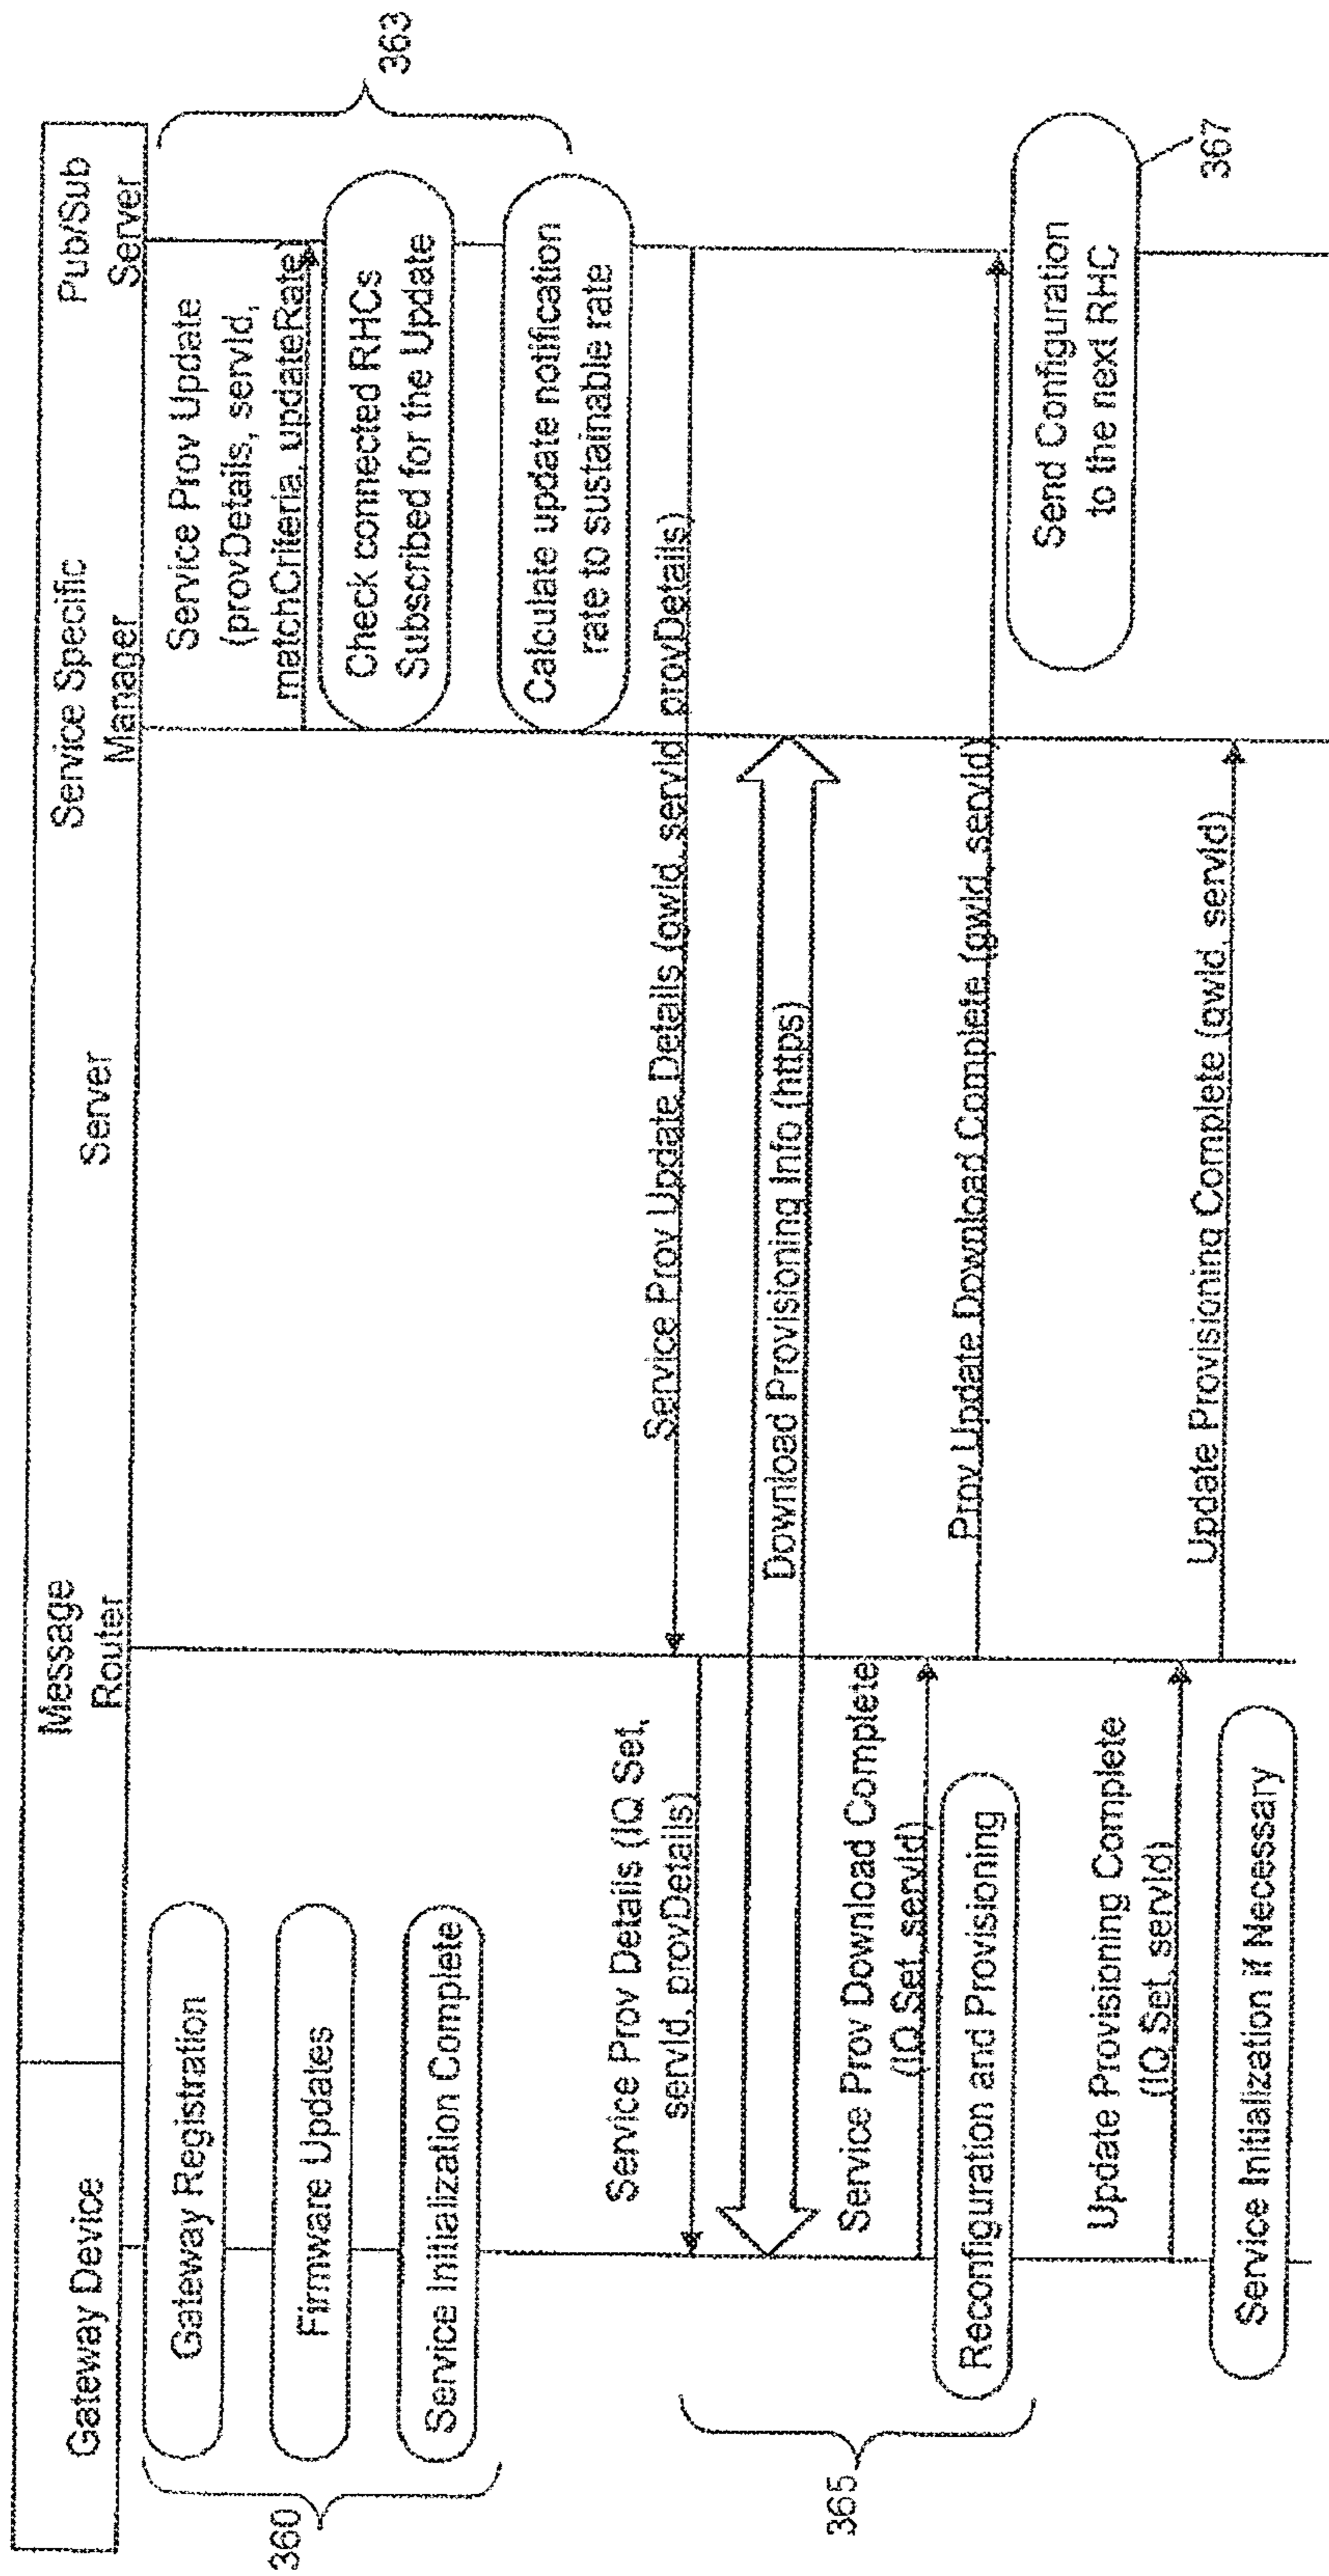 Gateway Device
Message
Router
Server
Service Specific
Manager
Pub/Sub
Server
360
Gateway Registration
Firmware Updates
Service Initialization Complete
Service Prov Update
(provDetails, servId,
matchCriteria, updateRate)
Check connected RHCs
Subscribed for the Update
Calculate update notification
rate to sustainable rate
363
Service Prov Update Details (gwId, servId, provDetails)
Service Prov Details (IQ Set,
servId, provDetails)
Download Provisioning Info (https)
365
Service Prov Download Complete
(IQ Set, servId)
Prov Update Download Complete (gwId, servId)
Reconfiguration and Provisioning
Send Configuration
to the next RHC
367
Update Provisioning Complete
(IQ Set, servId)
Update Provisioning Complete (gwId, servId)
Service Initialization if Necessary